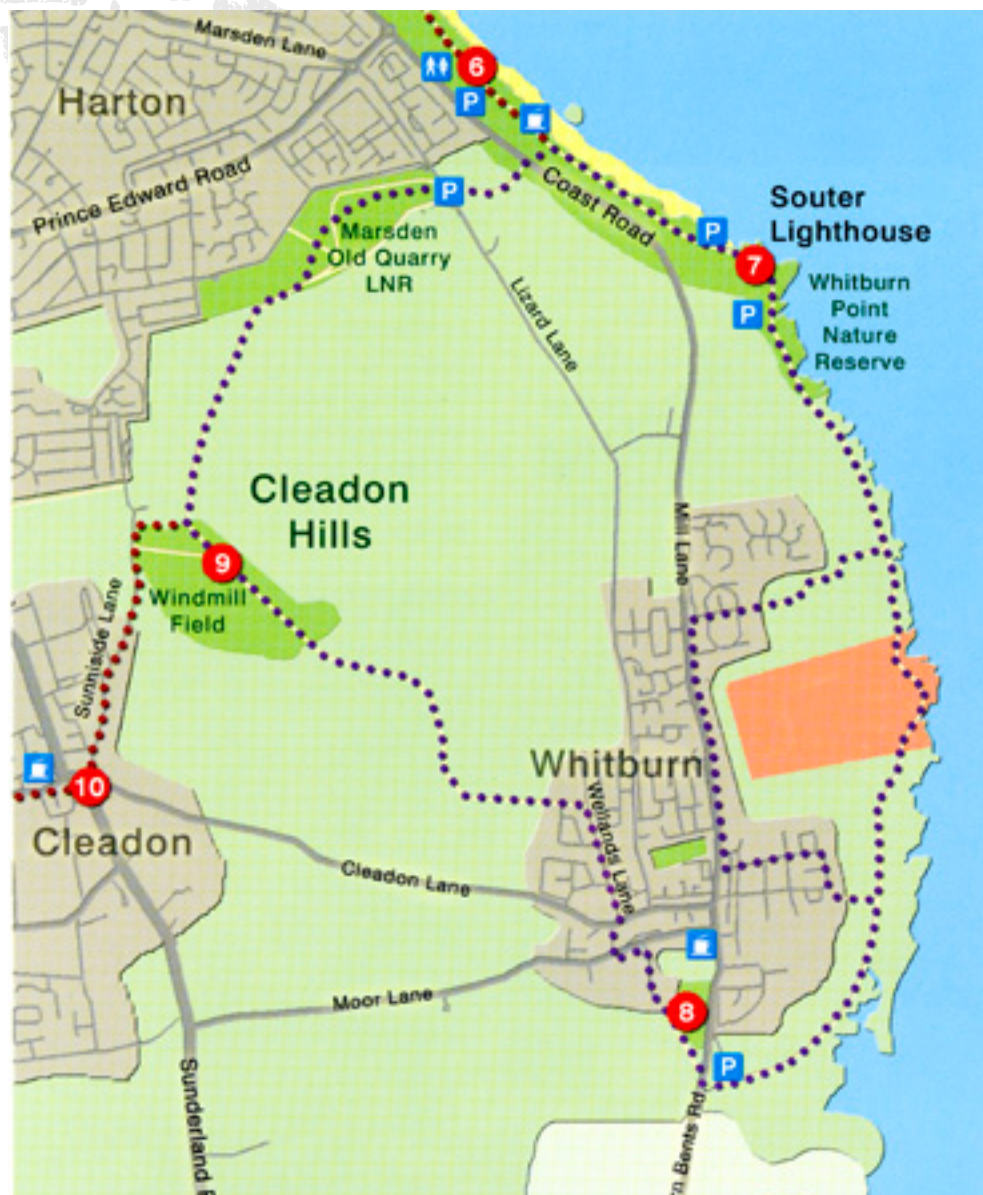 Marsden Lane
Harton
6
P
Prince Edward Road
P
Coast Road
Souter
Lighthouse
P
7
Marsden
Old Quarry
LNR
Whitburn
Point
Nature
Reserve
P
Lizard Lane
Cleadon
Hills
Mill Lane
9
Windmill
Field
Sunniside Lane
Whitburn
10
Wellands Lane
Cleadon
Cleadon Lane
Moor Lane
8
P
Sunderland
Bents Rd